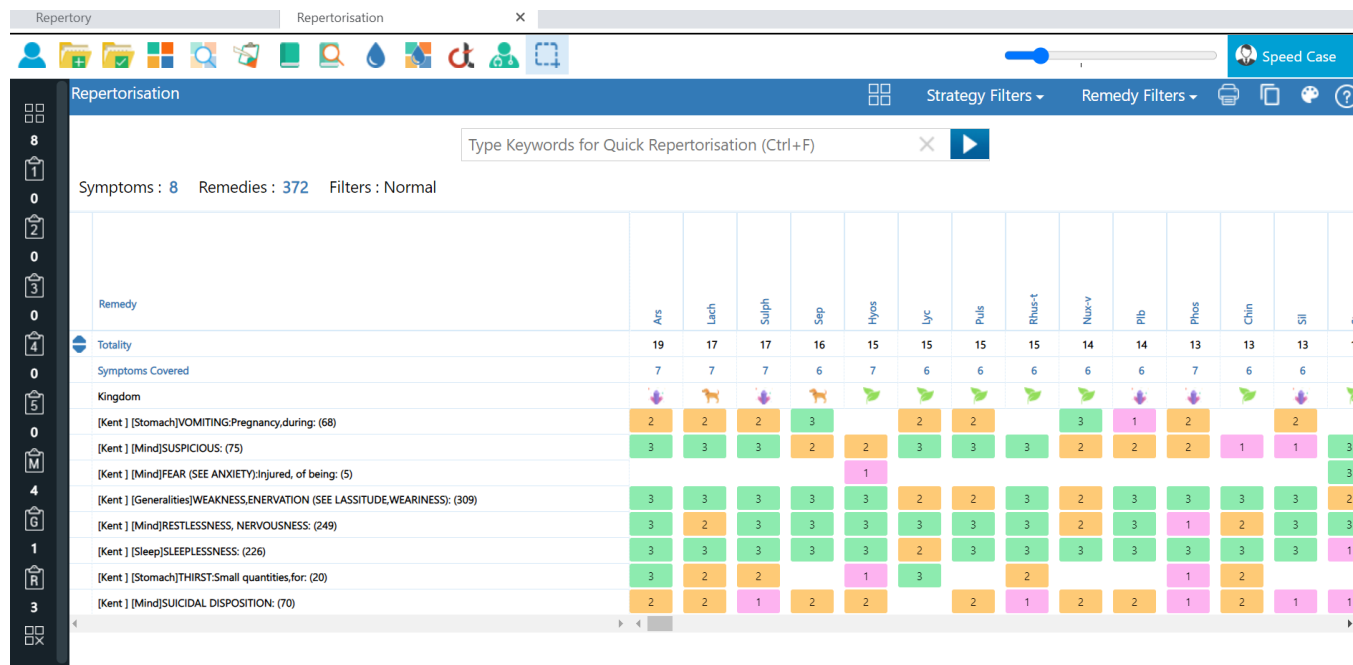 Repertory Repertorisation ×
Speed Case
Repertorisation Strategy Filters Remedy Filters
8
Type Keywords for Quick Repertorisation (Ctrl+F)
1
Symptoms : 8 Remedies : 372 Filters : Normal
0
2
0
3
Remedy Ars Lach Sulph Sep Hyos Lyc Puls Rhus-t Nux-v Plb Phos Chin Sil
0
4
Totality 19 17 17 16 15 15 15 15 14 14 13 13 13
0
Symptoms Covered 7 7 7 6 7 6 6 6 6 6 7 6 6
5
Kingdom
[Kent ] [Stomach]VOMITING:Pregnancy,during: (68) 2 2 2 3 2 2 3 1 2 2
0
[Kent ] [Mind]SUSPICIOUS: (75) 3 3 3 2 2 3 3 3 2 2 2 1 1 3
M
[Kent ] [Mind]FEAR (SEE ANXIETY):Injured, of being: (5) 1 3
4
[Kent ] [Generalities]WEAKNESS,ENERVATION (SEE LASSITUDE,WEARINESS): (309) 3 3 3 3 3 2 2 3 2 3 3 3 3 2
G
[Kent ] [Mind]RESTLESSNESS, NERVOUSNESS: (249) 3 2 3 3 3 3 3 3 2 3 1 2 3 3
1
[Kent ] [Sleep]SLEEPLESSNESS: (226) 3 3 3 3 3 2 3 3 3 3 3 3 3 1
R
[Kent ] [Stomach]THIRST:Small quantities,for: (20) 3 2 2 1 3 2 1 2
3
[Kent ] [Mind]SUICIDAL DISPOSITION: (70) 2 2 1 2 2 2 1 2 2 1 2 1 1